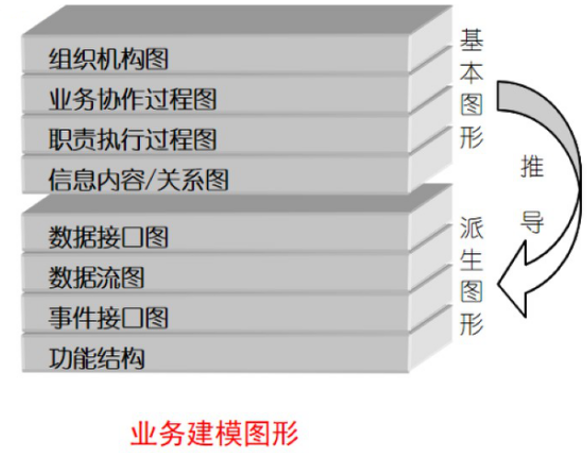 组织机构图
业务协作过程图
职责执行过程图
信息内容/关系图
基本图形
推导
数据接口图
数据流图
事件接口图
功能结构
派生图形
业务建模图形